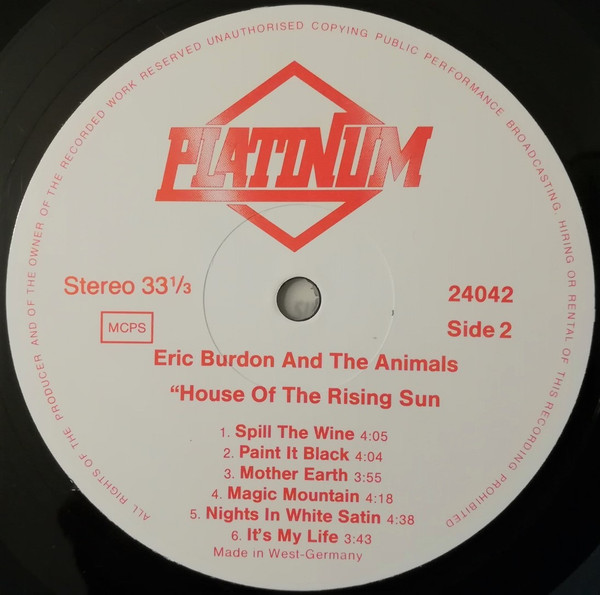 ALL RIGHTS OF THE PRODUCER AND OF THE OWNER OF THE RECORDED WORK RESERVED UNAUTHORISED COPYING PUBLIC PERFORMANCE BROADCASTING HIRING OR RENTAL OF THIS RECORDING PROHIBITED
PLATINUM
Stereo 33 1/3
24042
MCPS
Side 2
Eric Burdon And The Animals
“House Of The Rising Sun
1. Spill The Wine 4:05
2. Paint It Black 4:04
3. Mother Earth 3:55
4. Magic Mountain 4:18
5. Nights In White Satin 4:38
6. It's My Life 3:43
Made in West-Germany